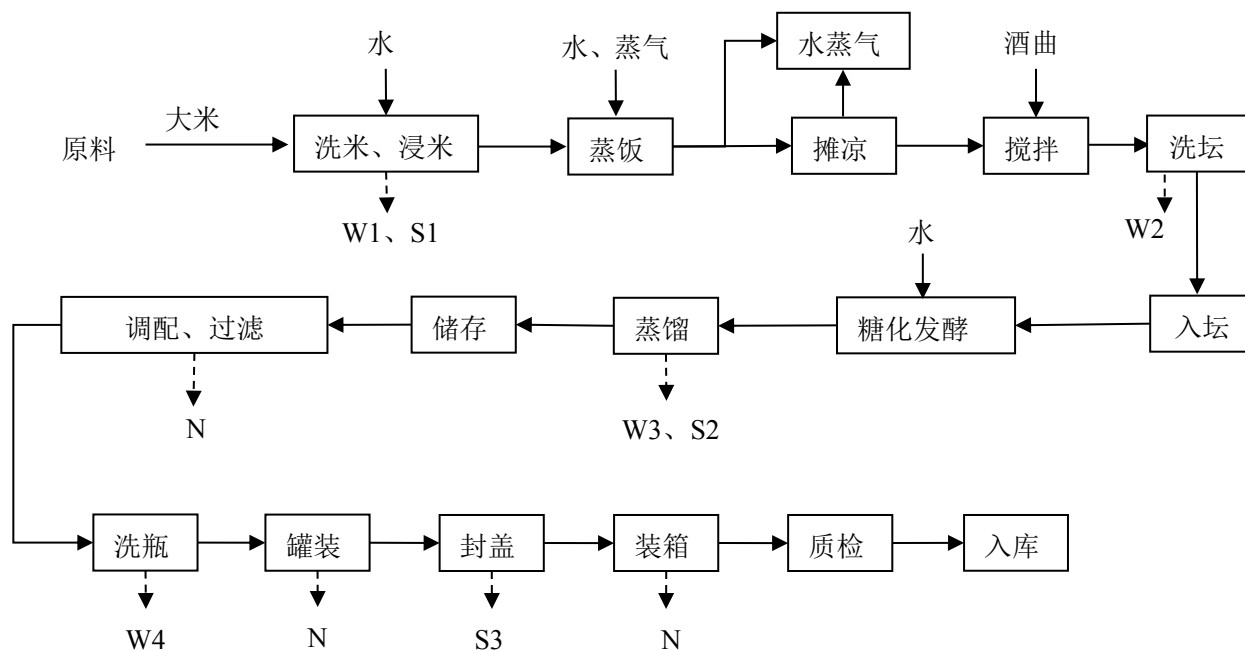 水
水、蒸气
水蒸气
酒曲
原料
大米
洗米、浸米
蒸饭
摊凉
搅拌
洗坛
W1、S1
W2
水
调配、过滤
储存
蒸馏
糖化发酵
入坛
N
W3、S2
洗瓶
罐装
封盖
装箱
质检
入库
W4
N
S3
N